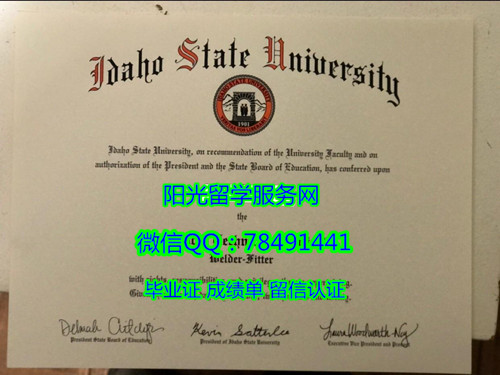 Idaho State University
1901
Idaho State University, on recommendation of the University Faculty and on
authorization of the President and the State Board of Education, has conferred upon
阳光留学服务网
the
微信QQ：78491441
Welder-Fitter
with rights
毕业证,成绩单,留信认证,
President State Board of Education
President of Idaho State University
Executive Vice President and Provost